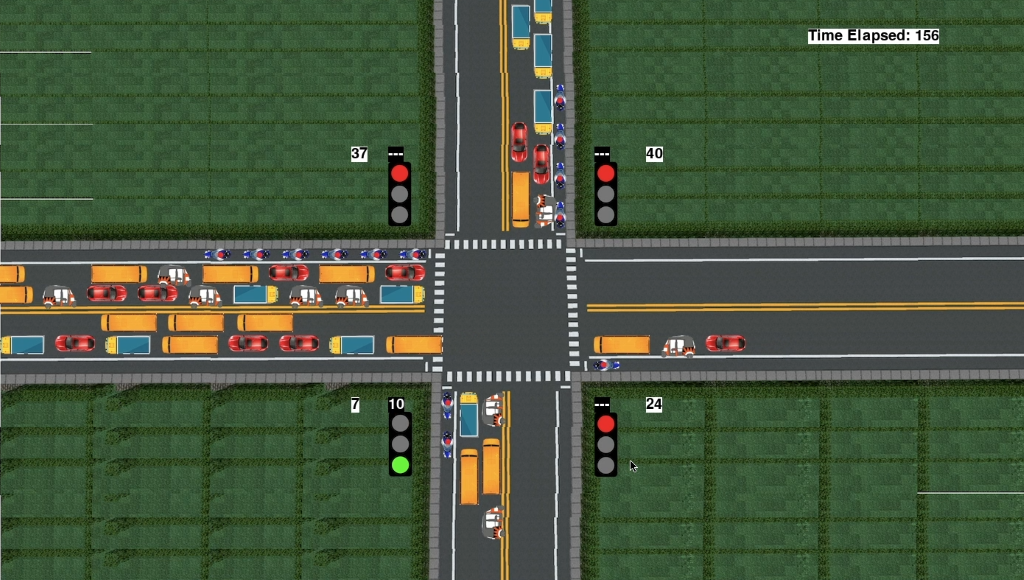 Time Elapsed: 156
37 ---
--- 40
7 10
--- 24